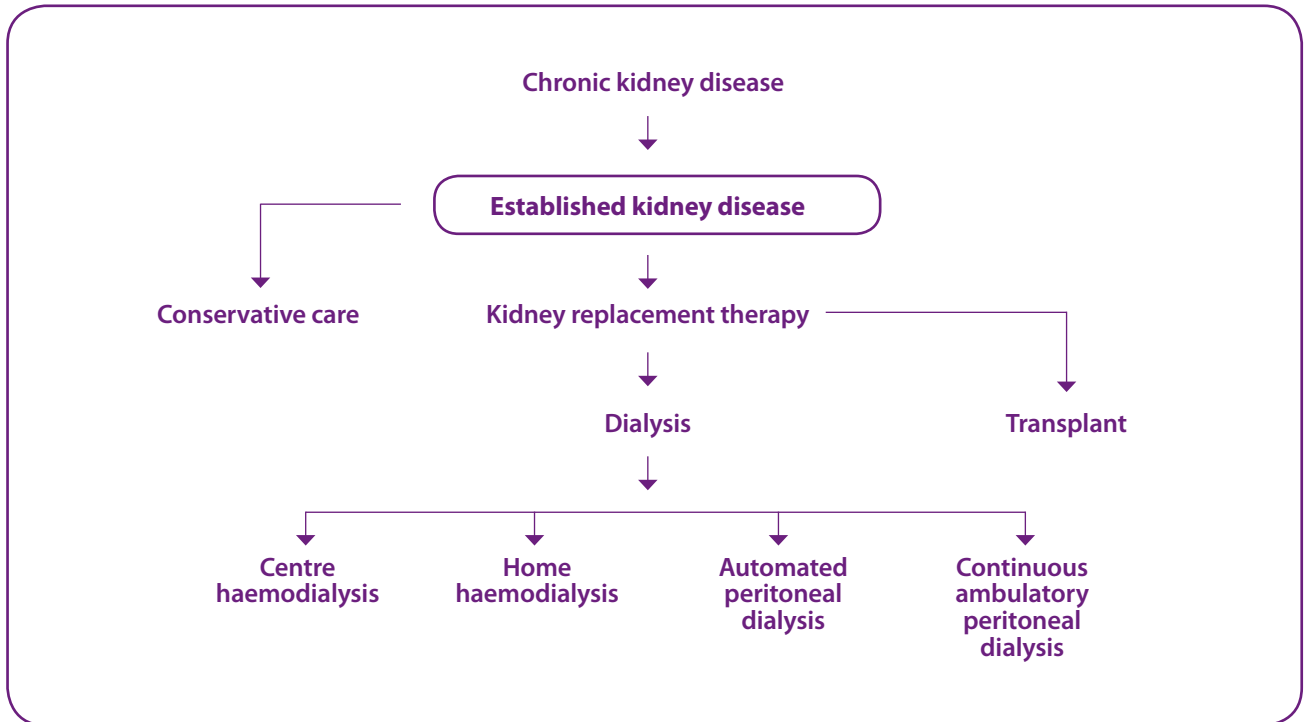 Chronic kidney disease
Established kidney disease
Conservative care
Kidney replacement therapy
Dialysis
Transplant
Centre
haemodialysis
Home
haemodialysis
Automated
peritoneal
dialysis
Continuous
ambulatory
peritoneal
dialysis